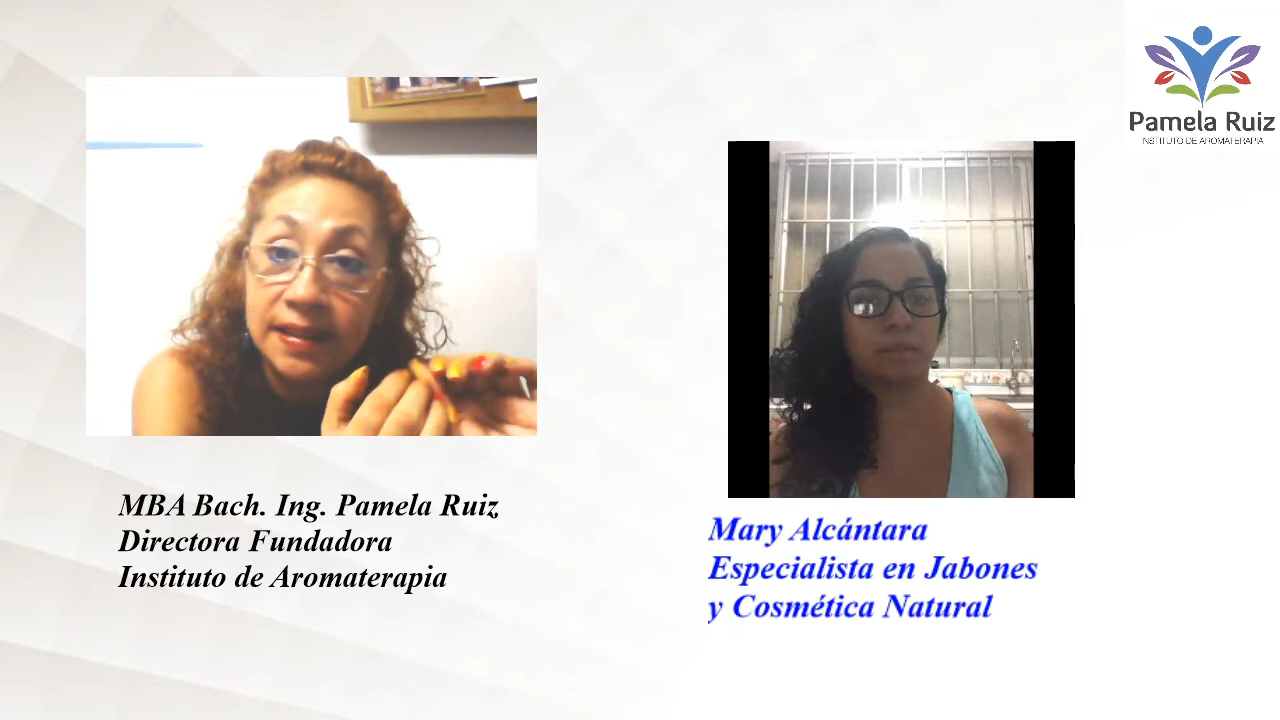 Pamela Ruiz
INSTITUTO DE AROMATERAPIA
MBA Bach. Ing. Pamela Ruiz
Directora Fundadora
Instituto de Aromaterapia
Mary Alcántara
Especialista en Jabones
y Cosmética Natural